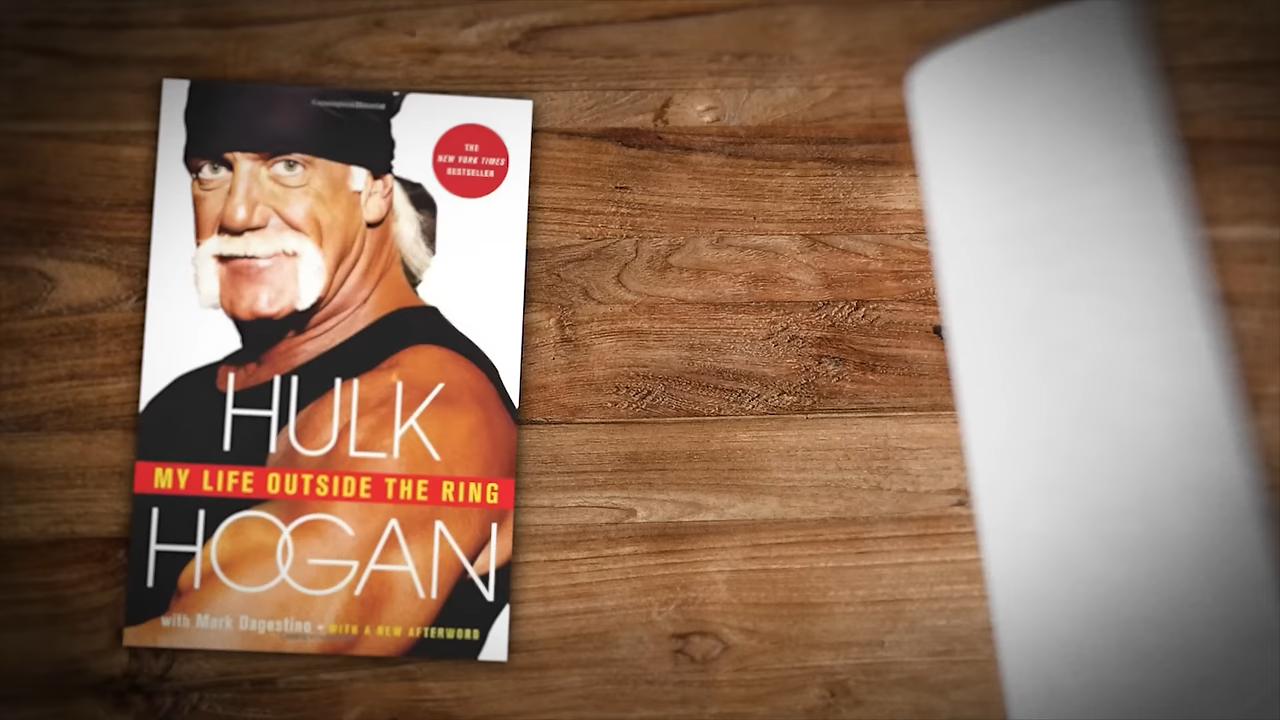 THE
NEW YORK TIMES
BESTSELLER
HULK
MY LIFE OUTSIDE THE RING
HOGAN
with Mark Dagostino • WITH A NEW AFTERWORD